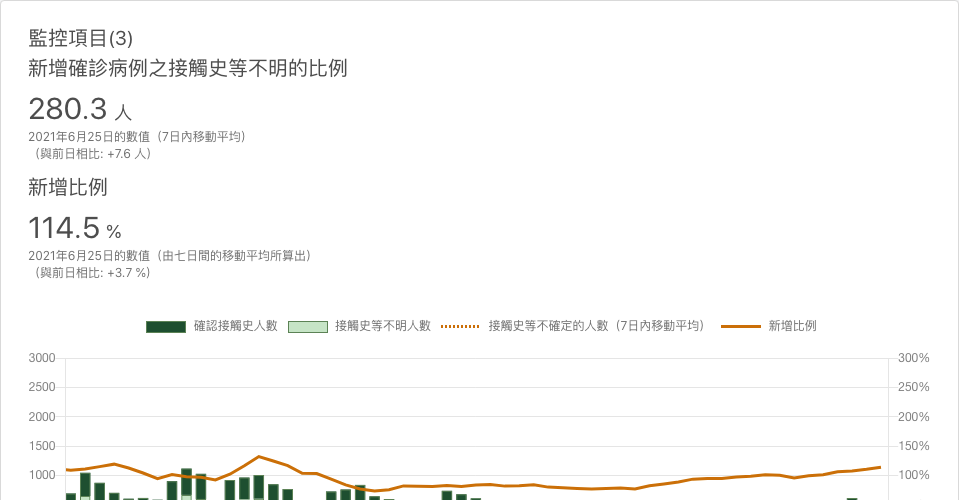 監控項目(3)
新增確診病例之接觸史等不明的比例
280.3 人
2021年6月25日的數值（7日內移動平均）
（與前日相比: +7.6 人）
新增比例
114.5 %
2021年6月25日的數值（由七日間的移動平均所算出）
（與前日相比: +3.7 %）
確認接觸史人數 接觸史等不明人數 接觸史等不確定的人數（7日內移動平均） 新增比例
3000 300%
2500 250%
2000 200%
1500 150%
1000 100%